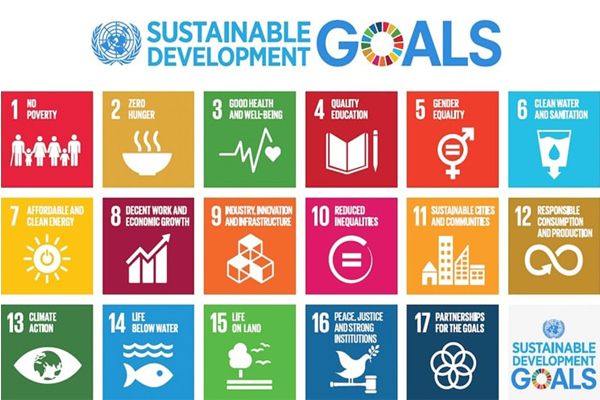 SUSTAINABLE
DEVELOPMENT
GOALS
1 NO
POVERTY
2 ZERO
HUNGER
3 GOOD HEALTH
AND WELL-BEING
4 QUALITY
EDUCATION
5 GENDER
EQUALITY
6 CLEAN WATER
AND SANITATION
7 AFFORDABLE AND
CLEAN ENERGY
8 DECENT WORK AND
ECONOMIC GROWTH
9 INDUSTRY, INNOVATION
AND INFRASTRUCTURE
10 REDUCED
INEQUALITIES
11 SUSTAINABLE CITIES
AND COMMUNITIES
12 RESPONSIBLE
CONSUMPTION
AND PRODUCTION
13 CLIMATE
ACTION
14 LIFE
BELOW WATER
15 LIFE
ON LAND
16 PEACE, JUSTICE
AND STRONG
INSTITUTIONS
17 PARTNERSHIPS
FOR THE GOALS
SUSTAINABLE
DEVELOPMENT
GOALS